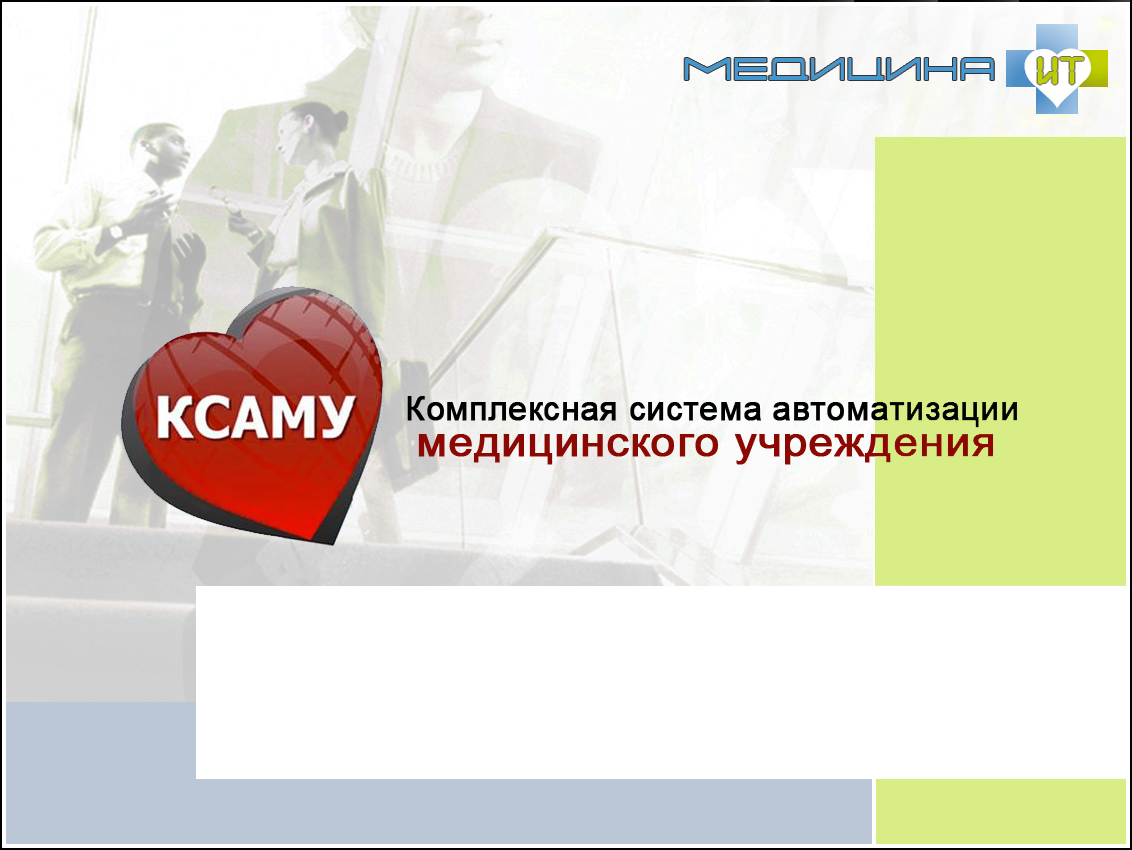 МЕДИЦИНА ИТ
КСАМУ
Комплексная система автоматизации
медицинского учреждения